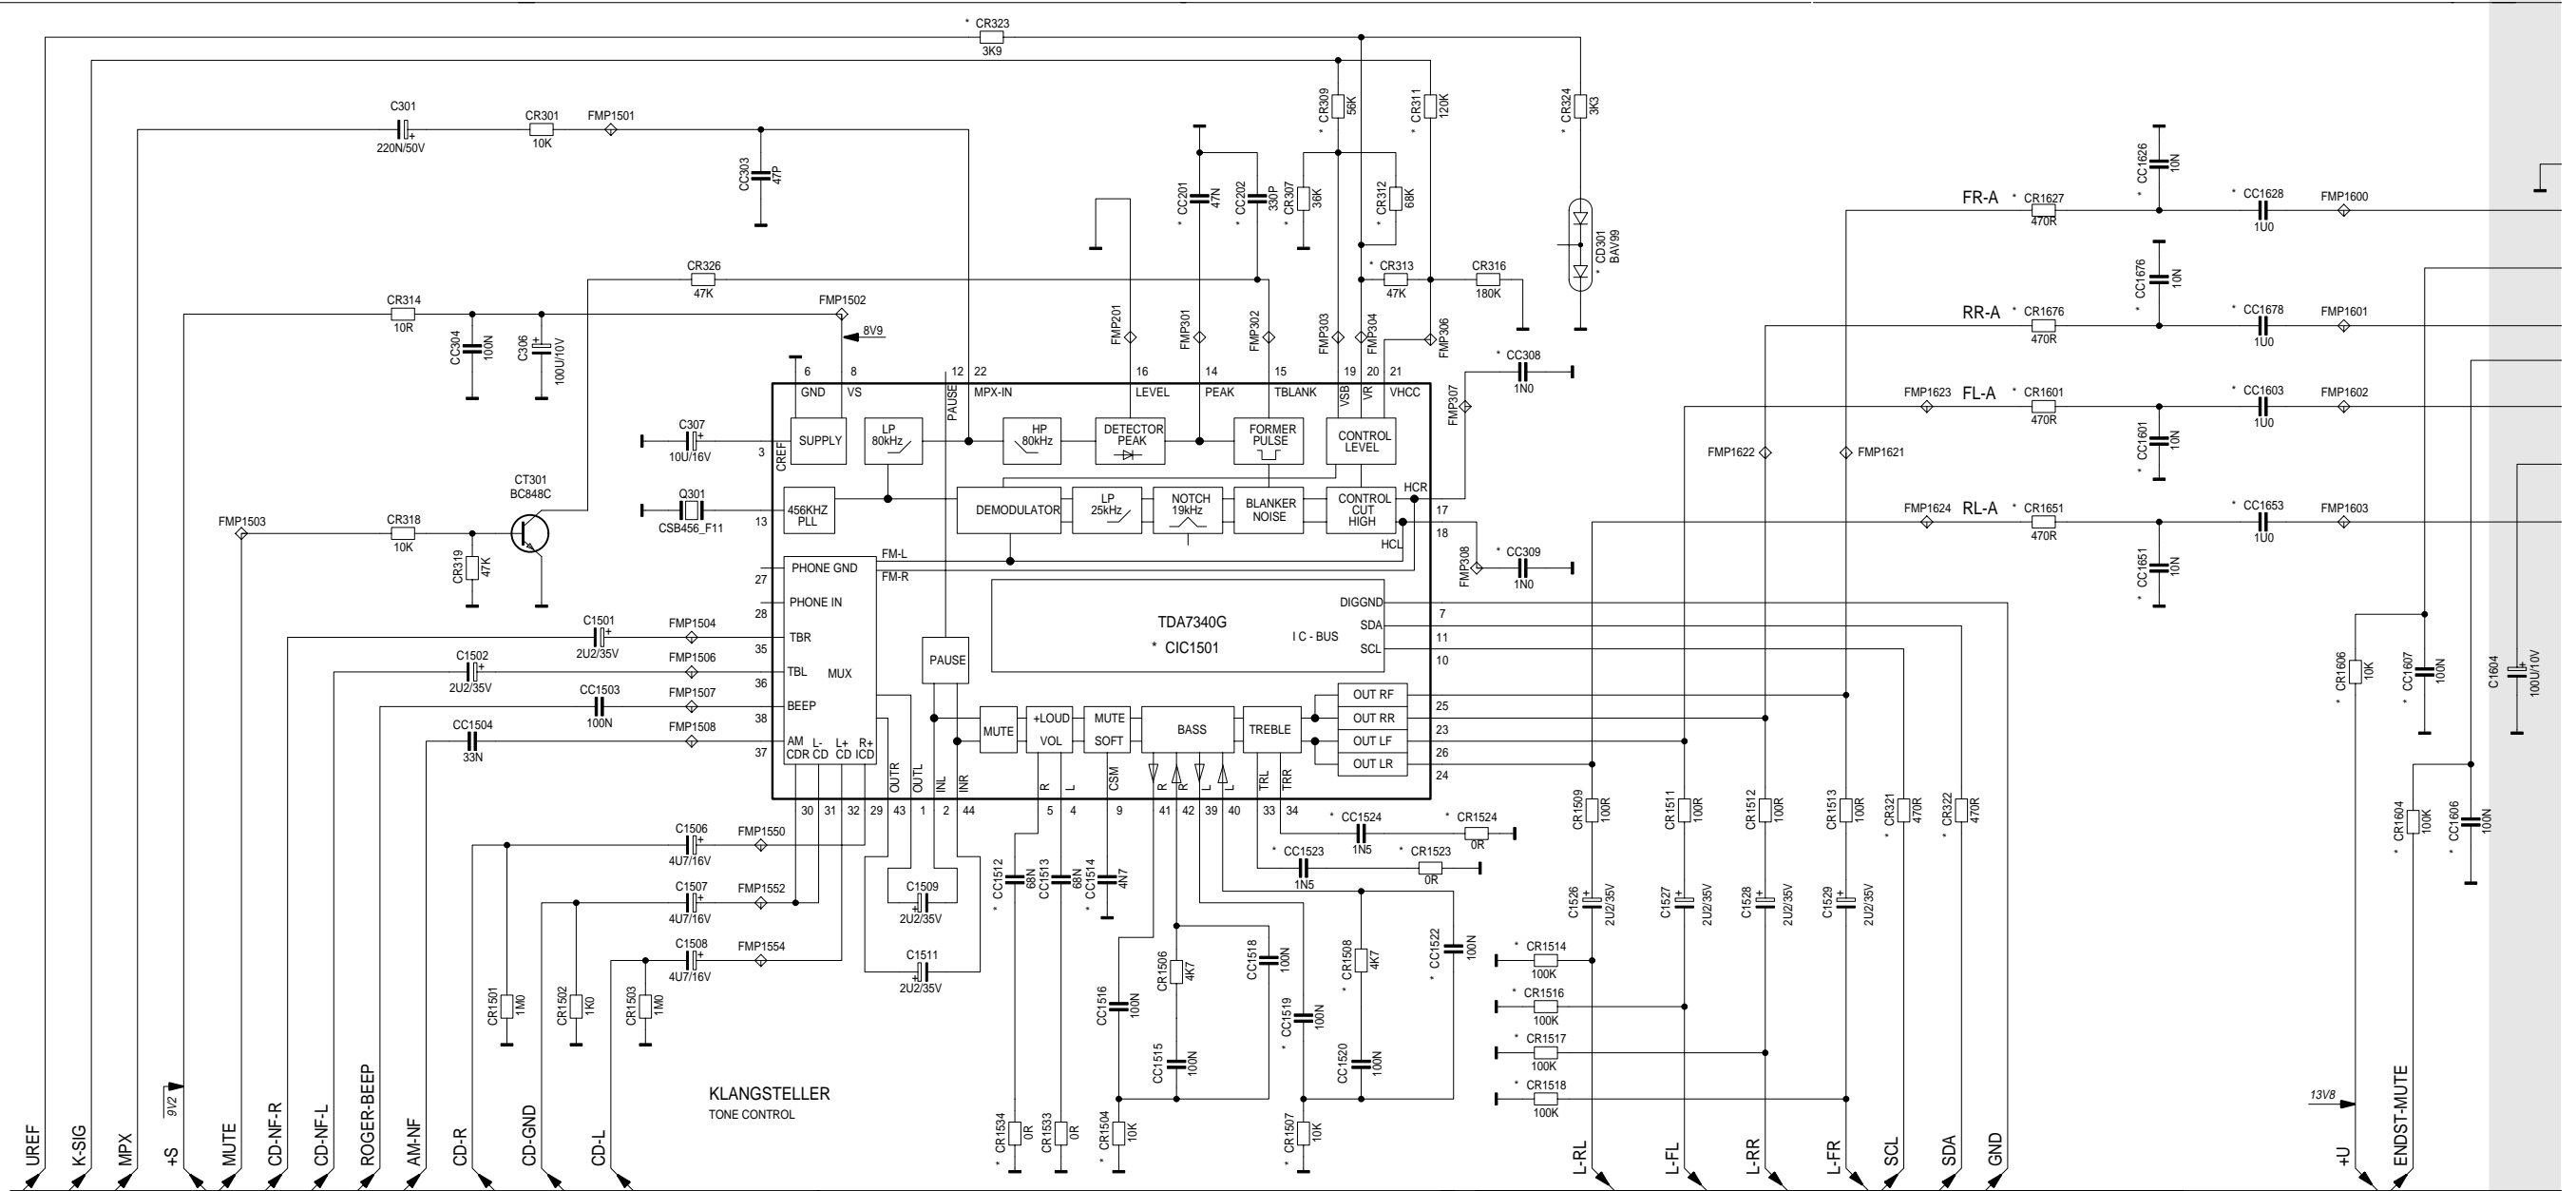 * CR323
3K9
C301
220N/50V
CR301
10K
FMP1501
CC303
47P
* CR309
56K
* CR311
120K
* CR324
3K3
* CC201
47N
* CC202
330P
* CR307
36K
* CR312
68K
* CD301
BAV99
CR326
47K
* CR313
47K
CR316
180K
CR314
10R
FMP1502
8V9
CC304
100N
C306
100U/10V
FMP201
FMP301
FMP302
FMP303
FMP304
FMP306
FMP307
* CC308
1N0
6
8
12
22
16
14
15
19
20
21
GND
VS
PAUSE
MPX-IN
LEVEL
PEAK
TBLANK
VSB
VR
VHCC
C307
10U/16V
3
CREF
SUPPLY
LP
80kHz
HP
80kHz
DETECTOR
PEAK
FORMER
PULSE
CONTROL
LEVEL
Q301
CSB456_F11
13
456KHZ
PLL
DEMODULATOR
LP
25kHz
NOTCH
19kHz
BLANKER
NOISE
CONTROL
CUT
HIGH
HCR
17
18
HCL
FMP308
* CC309
1N0
CT301
BC848C
FMP1503
CR318
10K
CR319
47K
FM-L
FM-R
PHONE GND
27
PHONE IN
28
C1501
2U2/35V
FMP1504
TBR
35
C1502
2U2/35V
FMP1506
TBL
36
MUX
CC1503
100N
FMP1507
BEEP
38
CC1504
33N
FMP1508
AM
37
CDR
L-
CD
L+
CD
R+
ICD
PAUSE
TDA7340G
* CIC1501
I C - BUS
DIGGND
7
SDA
11
SCL
10
MUTE
+LOUD
VOL
MUTE
SOFT
BASS
TREBLE
OUT RF
25
OUT RR
23
OUT LF
26
OUT LR
24
OUTR
OUTL
INL
INR
R
L
CSM
R
R
L
L
TRL
TRR
30
31
32
29
43
1
2
44
5
4
9
41
42
39
40
33
34
C1506
4U7/16V
FMP1550
C1507
4U7/16V
FMP1552
C1508
4U7/16V
FMP1554
CR1501
1M0
CR1502
1K0
CR1503
1M0
C1509
2U2/35V
C1511
2U2/35V
* CC1512
68N
CC1513
68N
* CC1514
4N7
* CC1524
1N5
* CR1524
0R
CC1523
1N5
* CR1523
0R
CC1516
100N
CR1506
4K7
CC1515
100N
CC1518
100N
* CC1519
100N
* CR1508
4K7
CC1520
100N
* CC1522
100N
* CR1534
0R
CR1533
0R
* CR1504
10K
* CR1507
10K
FR-A
* CR1627
470R
* CC1626
10N
* CC1628
1U0
FMP1600
RR-A
* CR1676
470R
CC1676
10N
* CC1678
1U0
FMP1601
FMP1623
FL-A
* CR1601
470R
* CC1601
10N
* CC1603
1U0
FMP1602
FMP1622
FMP1621
FMP1624
RL-A
* CR1651
470R
* CC1651
10N
* CC1653
1U0
FMP1603
CR1509
100R
CR1511
100R
* CR1512
100R
* CR1513
100R
* CR321
470R
* CR322
470R
C1526
2U2/35V
C1527
2U2/35V
C1528
2U2/35V
C1529
2U2/35V
* CR1514
100K
* CR1516
100K
* CR1517
100K
* CR1518
100K
* CR1606
10K
* CC1607
100N
C1604
100U/10V
* CR1604
100K
* CC1606
100N
KLANGSTELLER
TONE CONTROL
9V2
13V8
UREF
K-SIG
MPX
+S
MUTE
CD-NF-R
CD-NF-L
ROGER-BEEP
AM-NF
CD-R
CD-GND
CD-L
L-RL
L-FL
L-RR
L-FR
SCL
SDA
GND
+U
ENDST-MUTE